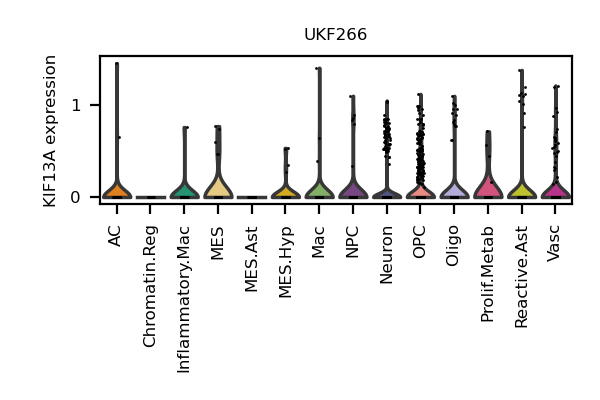 UKF266
KIF13A expression
1
0
AC
Chromatin.Reg
Inflammatory.Mac
MES
MES.Ast
MES.Hyp
Mac
NPC
Neuron
OPC
Oligo
Prolif.Metab
Reactive.Ast
Vasc